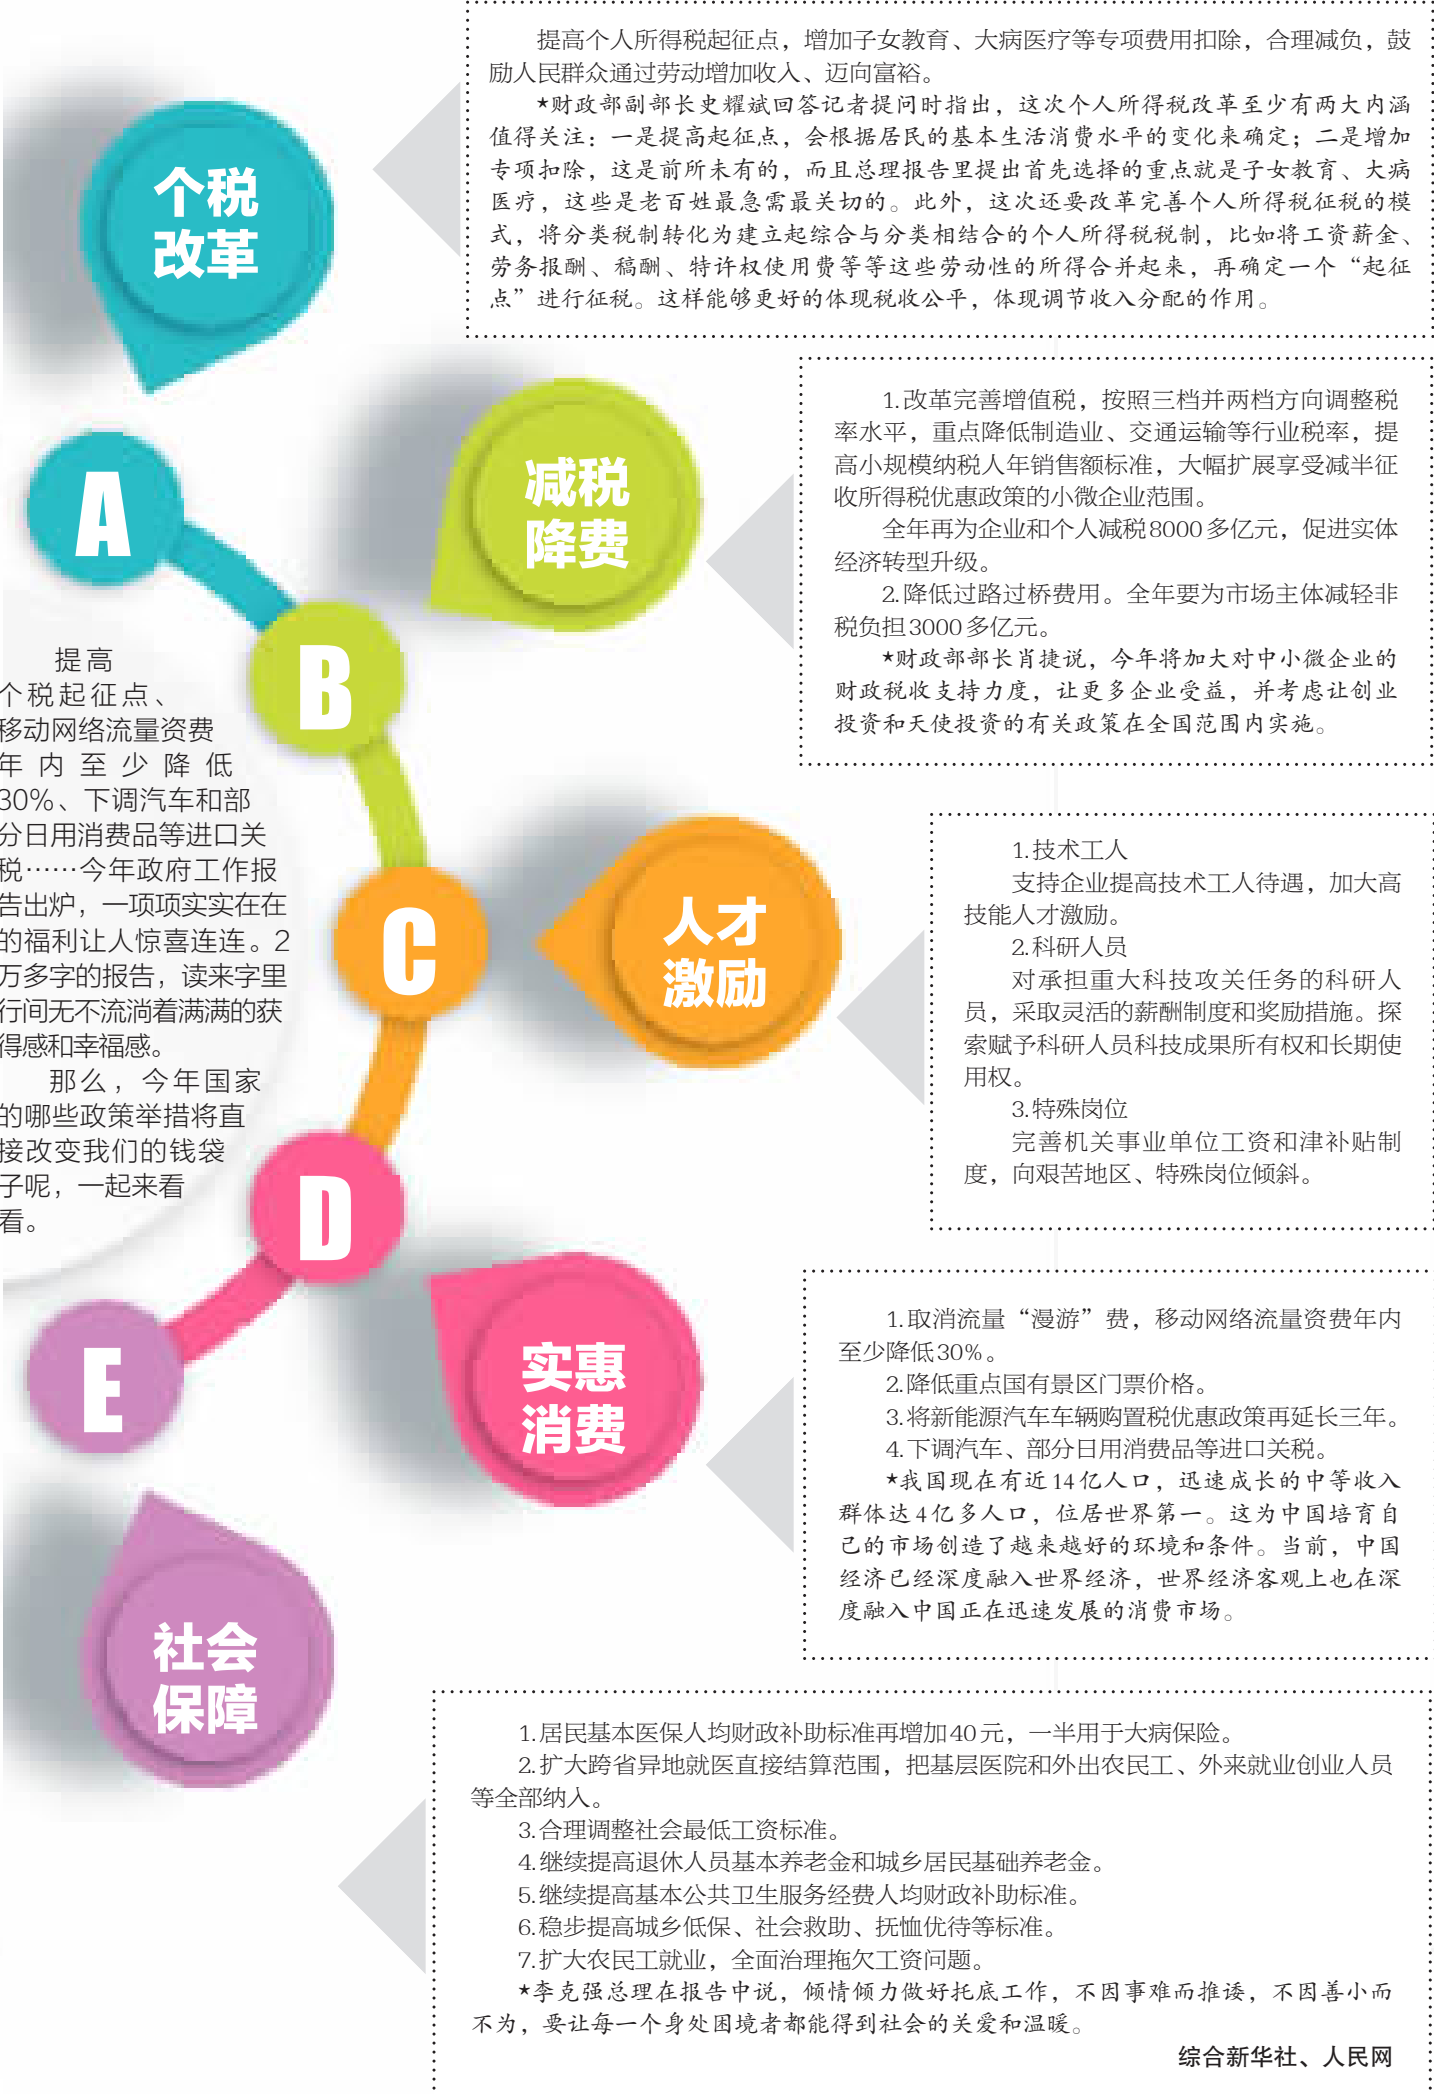 提高个人所得税起征点，增加子女教育、大病医疗等专项费用扣除，合理减负，鼓
励人民群众通过劳动增加收入、迈向富裕。
★财政部副部长史耀斌回答记者提问时指出，这次个人所得税改革至少有两大内涵
值得关注：一是提高起征点，会根据居民的基本生活消费水平的变化来确定；二是增加
专项扣除，这是前所未有的，而且总理报告里提出首先选择的重点就是子女教育、大病
医疗，这些是老百姓最急需最关切的。此外，这次还要改革完善个人所得税征税的模
式，将分类税制转化为建立起综合与分类相结合的个人所得税税制，比如将工资薪金、
劳务报酬、稿酬、特许权使用费等等这些劳动性的所得合并起来，再确定一个“起征
点”进行征税。这样能够更好的体现税收公平，体现调节收入分配的作用。
个税
改革
A
减税
降费
1.改革完善增值税，按照三档并两档方向调整税
率水平，重点降低制造业、交通运输等行业税率，提
高小规模纳税人年销售额标准，大幅扩展享受减半征
收所得税优惠政策的小微企业范围。
全年再为企业和个人减税8000多亿元，促进实体
经济转型升级。
2.降低过路过桥费用。全年要为市场主体减轻非
税负担3000多亿元。
★财政部部长肖捷说，今年将加大对中小微企业的
财政税收支持力度，让更多企业受益，并考虑让创业
投资和天使投资的有关政策在全国范围内实施。
B
提高
个税起征点、
移动网络流量资费
年内至少降低
30%、下调汽车和部
分日用消费品等进口关
税……今年政府工作报
告出炉，一项项实实在在
的福利让人惊喜连连。2
万多字的报告，读来字里
行间无不流淌着满满的获
得感和幸福感。
那么，今年国家
的哪些政策举措将直
接改变我们的钱袋
子呢，一起来看
看。
C
人才
激励
1.技术工人
支持企业提高技术工人待遇，加大高
技能人才激励。
2.科研人员
对承担重大科技攻关任务的科研人
员，采取灵活的薪酬制度和奖励措施。探
索赋予科研人员科技成果所有权和长期使
用权。
3.特殊岗位
完善机关事业单位工资和津补贴制
度，向艰苦地区、特殊岗位倾斜。
D
实惠
消费
1.取消流量“漫游”费，移动网络流量资费年内
至少降低30%。
2.降低重点国有景区门票价格。
3.将新能源汽车车辆购置税优惠政策再延长三年。
4.下调汽车、部分日用消费品等进口关税。
★我国现在有近14亿人口，迅速成长的中等收入
群体达4亿多人口，位居世界第一。这为中国培育自
己的市场创造了越来越好的环境和条件。当前，中国
经济已经深度融入世界经济，世界经济客观上也在深
度融入中国正在迅速发展的消费市场。
E
社会
保障
1.居民基本医保人均财政补助标准再增加40元，一半用于大病保险。
2.扩大跨省异地就医直接结算范围，把基层医院和外出农民工、外来就业创业人员
等全部纳入。
3.合理调整社会最低工资标准。
4.继续提高退休人员基本养老金和城乡居民基础养老金。
5.继续提高基本公共卫生服务经费人均财政补助标准。
6.稳步提高城乡低保、社会救助、抚恤优待等标准。
7.扩大农民工就业，全面治理拖欠工资问题。
★李克强总理在报告中说，倾情倾力做好托底工作，不因事难而推诿，不因善小而
不为，要让每一个身处困境者都能得到社会的关爱和温暖。
综合新华社、人民网